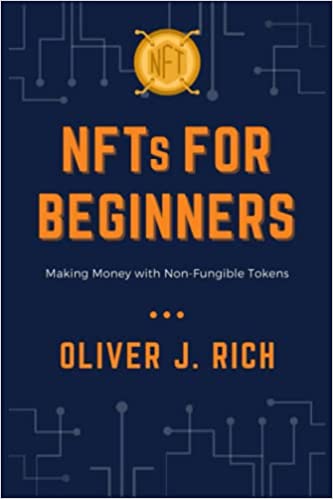 NFT
NFTs FOR
BEGINNERS
Making Money with Non-Fungible Tokens
OLIVER J. RICH